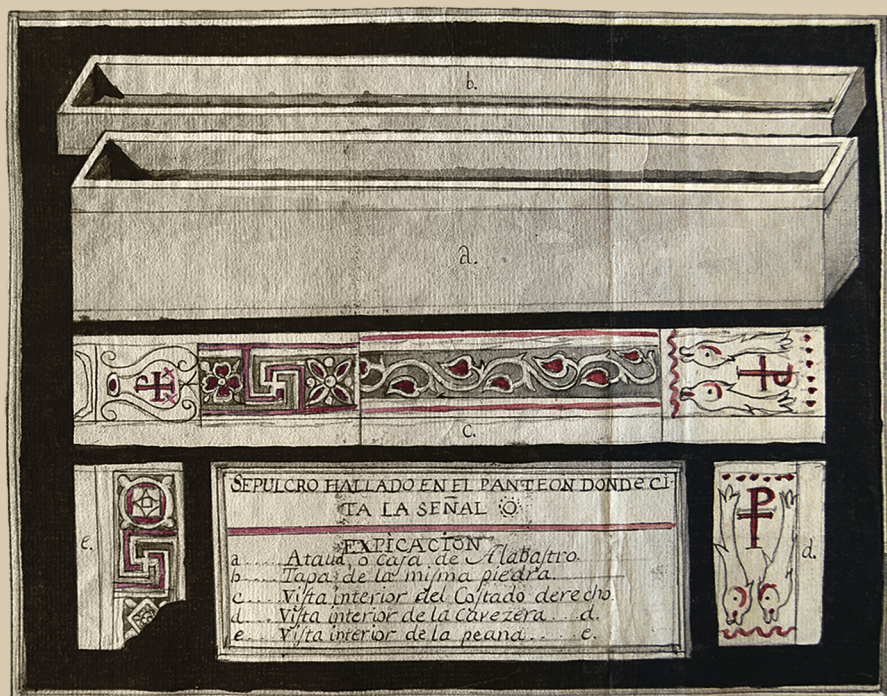 b.
a.
c.
e.
d.
SEPULCRO HALLADO EN EL PANTEON DONDE CI-
TA LA SEÑAL
EXPICACION
a ..... Ataud, ò caja de Alabastro.
b ..... Tapa de la misma piedra
c ..... Vista interior del Costado derecho.
d ..... Vista interior de la Cavezera ... d.
e ..... Vista interior de la peana ... e.